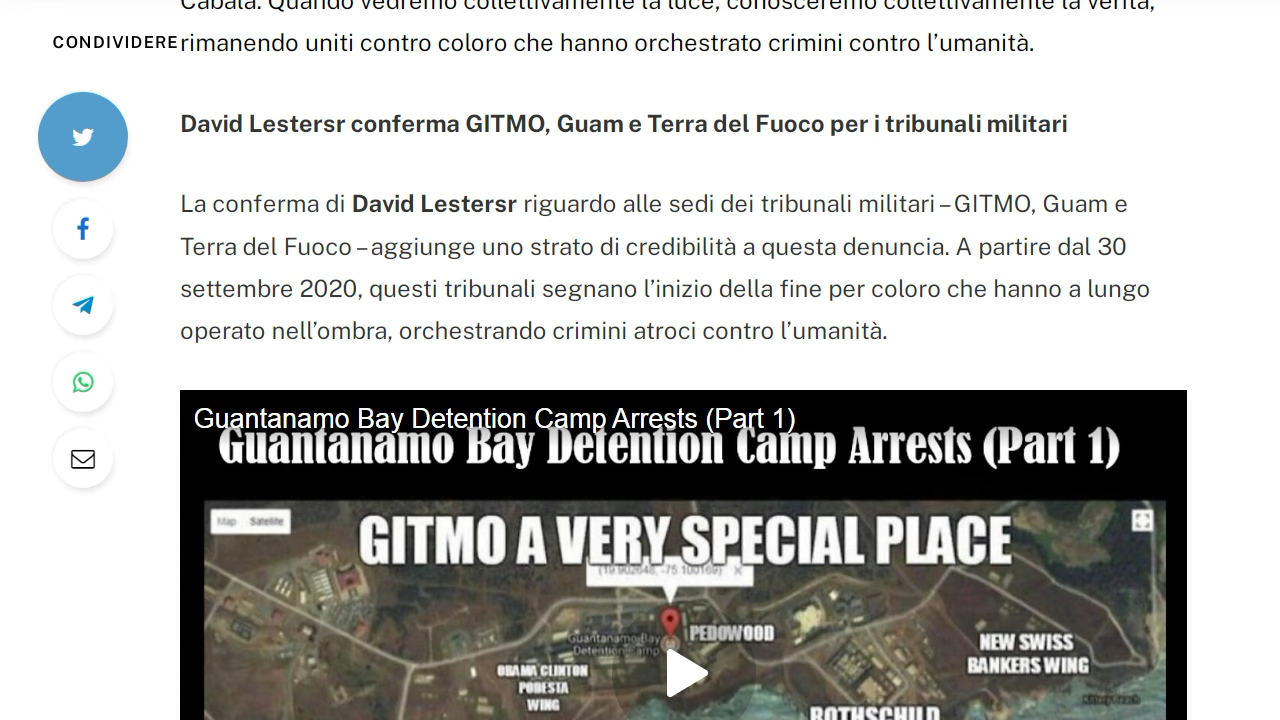 Cabala. Quando vedremo collettivamente la luce, conosceremo collettivamente la verità,
CONDIVIDERE
rimanendo uniti contro coloro che hanno orchestrato crimini contro l’umanità.
David Lestersr conferma GITMO, Guam e Terra del Fuoco per i tribunali militari
La conferma di David Lestersr riguardo alle sedi dei tribunali militari – GITMO, Guam e
Terra del Fuoco – aggiunge uno strato di credibilità a questa denuncia. A partire dal 30
settembre 2020, questi tribunali segnano l’inizio della fine per coloro che hanno a lungo
operato nell’ombra, orchestrando crimini atroci contro l’umanità.
Guantanamo Bay Detention Camp Arrests (Part 1)
Guantanamo Bay Detention Camp Arrests (Part 1)
Map Satellite
GITMO A VERY SPECIAL PLACE
(19.902648, -75.100169)
PEDOWOOD
Guantanamo Bay
Detention Camp
NEW SWISS
BANKERS WING
OBAMA CLINTON
PODESTA
WING
ROTHSCHILD
Kittery Beach